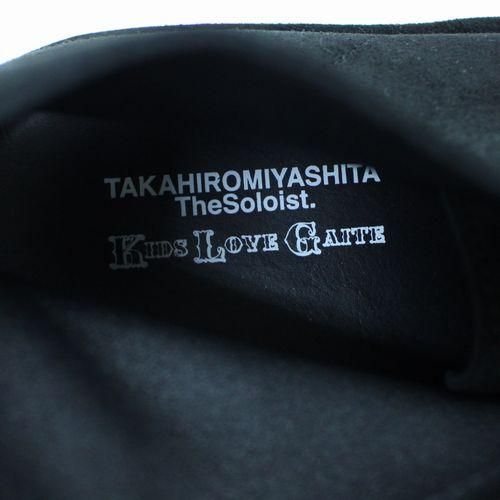 TAKAHIROMIYASHITA
TheSoloist.
KIDS LOVE GAITE